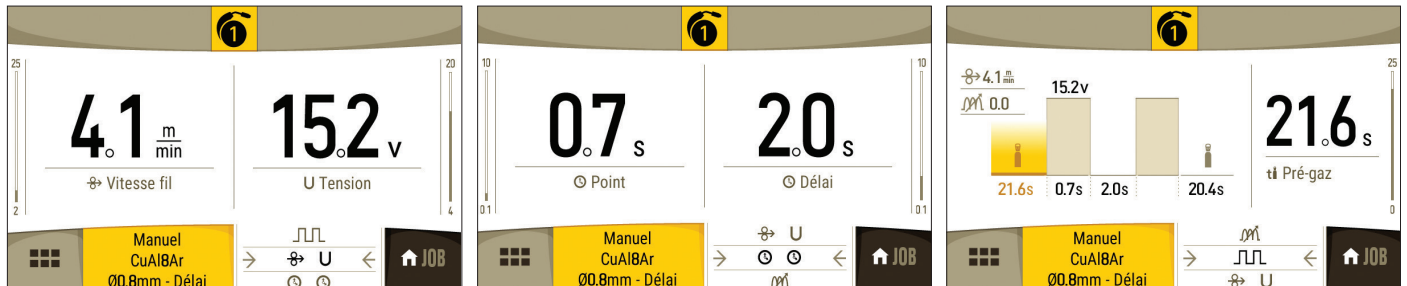 1
25
20
4.1 m/min
15.2 V
Vitesse fil
U Tension
2
4
Manuel
CuAl8Ar
Ø0.8mm - Délai
U
JOB
1
10
10
0.7 s
2.0 s
Point
Délai
0.1
0.1
Manuel
CuAl8Ar
Ø0.8mm - Délai
U
JOB
1
25
4.1 m/min
15.2v
0.0
21.6 s
Pré-gaz
21.6s 0.7s 2.0s 20.4s
0
Manuel
CuAl8Ar
Ø0.8mm - Délai
U
JOB